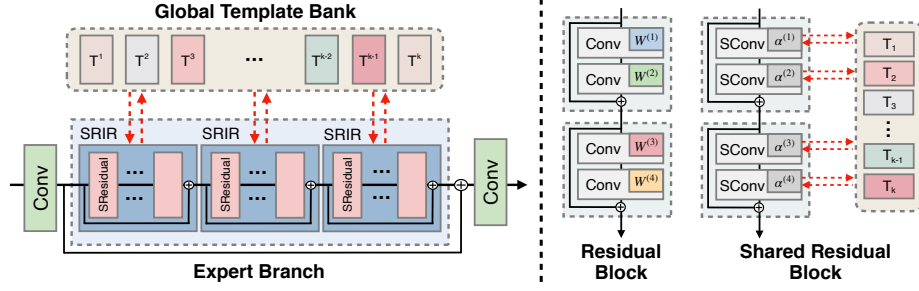 Global Template Bank
T¹ T² T³ ... Tᵏ⁻² Tᵏ⁻¹ Tᵏ
SRIR SRIR SRIR
Conv
SResidual ... ...
SResidual ... ...
SResidual ... ...
Conv
Expert Branch
Conv W⁽¹⁾
Conv W⁽²⁾
Conv W⁽³⁾
Conv W⁽⁴⁾
Residual
Block
SConv α⁽¹⁾
SConv α⁽²⁾
SConv α⁽³⁾
SConv α⁽⁴⁾
T₁
T₂
T₃
⋮
Tₖ₋₁
Tₖ
Shared Residual
Block